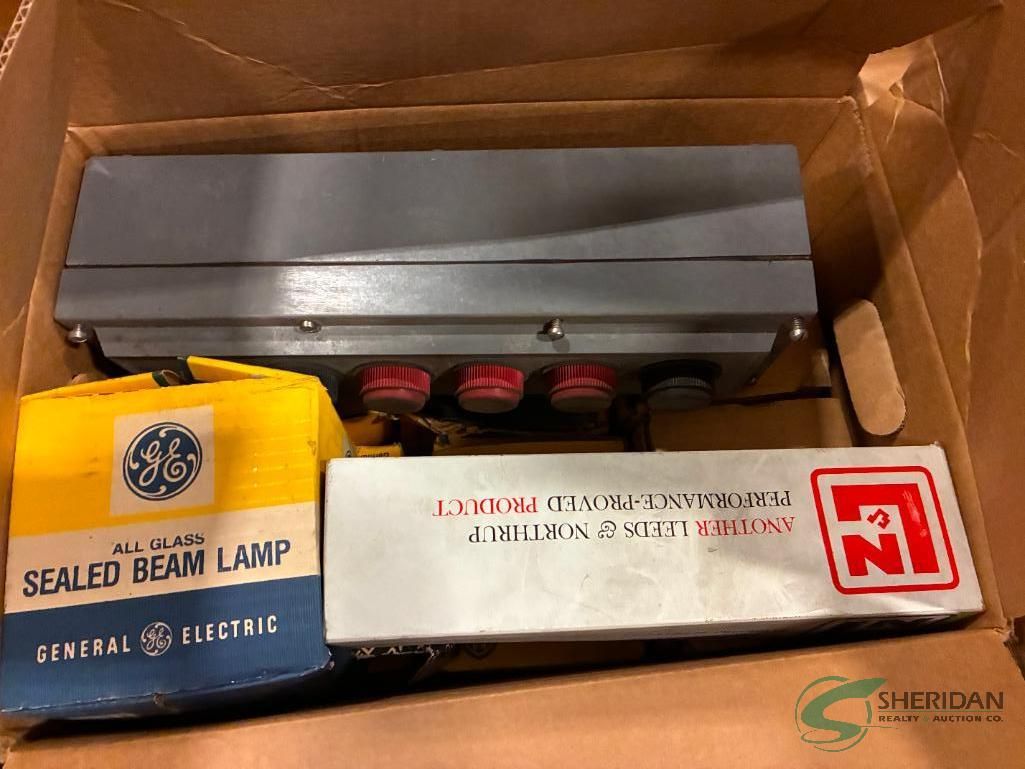 GE
ALL GLASS
SEALED BEAM LAMP
GENERAL GE ELECTRIC
ANOTHER LEEDS & NORTHRUP
PERFORMANCE-PROVED PRODUCT
L&N
SHERIDAN
REALTY & AUCTION CO.